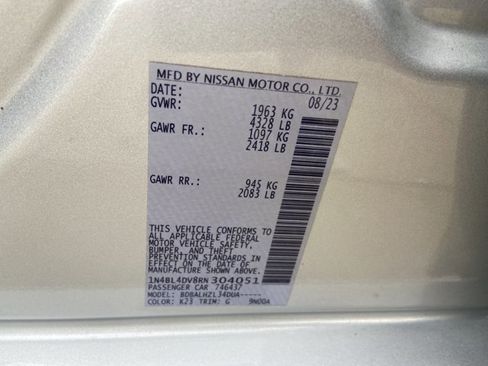 MFD BY NISSAN MOTOR CO., LTD.
DATE: 08/23
GVWR: 1963 KG
4328 LB
GAWR FR.: 1097 KG
2418 LB
GAWR RR.: 945 KG
2083 LB
THIS VEHICLE CONFORMS TO
ALL APPLICABLE FEDERAL
MOTOR VEHICLE SAFETY,
BUMPER, AND THEFT
PREVENTION STANDARDS
IN EFFECT ON THE DATE OF
MANUFACTURE SHOWN ABOVE.
1N4BL4DV8RN304051
PASSENGER CAR 746437
MODEL: BDBALHZL34DUA-----
COLOR: K23 TRIM: G 9N00A